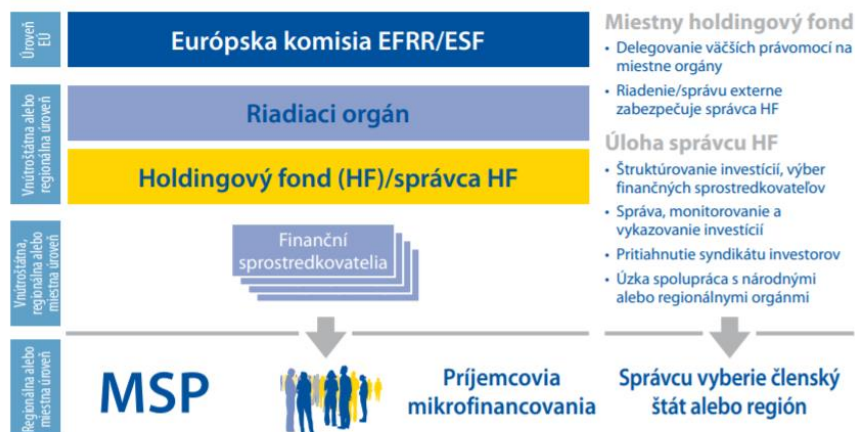 Úroveň
EÚ
Európska komisia EFRR/ESF
Vnútroštátna alebo
regionálna úroveň
Riadiaci orgán
Holdingový fond (HF)/správca HF
Vnútroštátna,
regionálna alebo
miestna úroveň
Finanční
sprostredkovatelia
Regionálna alebo
miestna úroveň
MSP
Príjemcovia
mikrofinancovania
Miestny holdingový fond
• Delegovanie väčších právomocí na
miestne orgány
• Riadenie/správu externe
zabezpečuje správca HF
Úloha správcu HF
• Štruktúrovanie investícií, výber
finančných sprostredkovateľov
• Správa, monitorovanie a
vykazovanie investícií
• Pritiahnutie syndikátu investorov
• Úzka spolupráca s národnými
alebo regionálnymi orgánmi
Správcu vyberie členský
štát alebo región